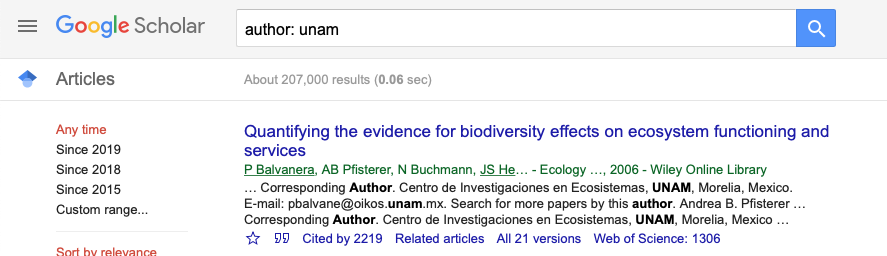 Google Scholar
author: unam
Articles
About 207,000 results (0.06 sec)
Any time
Since 2019
Since 2018
Since 2015
Custom range...
Sort by relevance
Quantifying the evidence for biodiversity effects on ecosystem functioning and
services
P Balvanera, AB Pfisterer, N Buchmann, JS He… - Ecology …, 2006 - Wiley Online Library
… Corresponding Author. Centro de Investigaciones en Ecosistemas, UNAM, Morelia, Mexico.
E-mail: pbalvane@oikos.unam.mx. Search for more papers by this author. Andrea B. Pfisterer …
Corresponding Author. Centro de Investigaciones en Ecosistemas, UNAM, Morelia, Mexico …
Cited by 2219 Related articles All 21 versions Web of Science: 1306